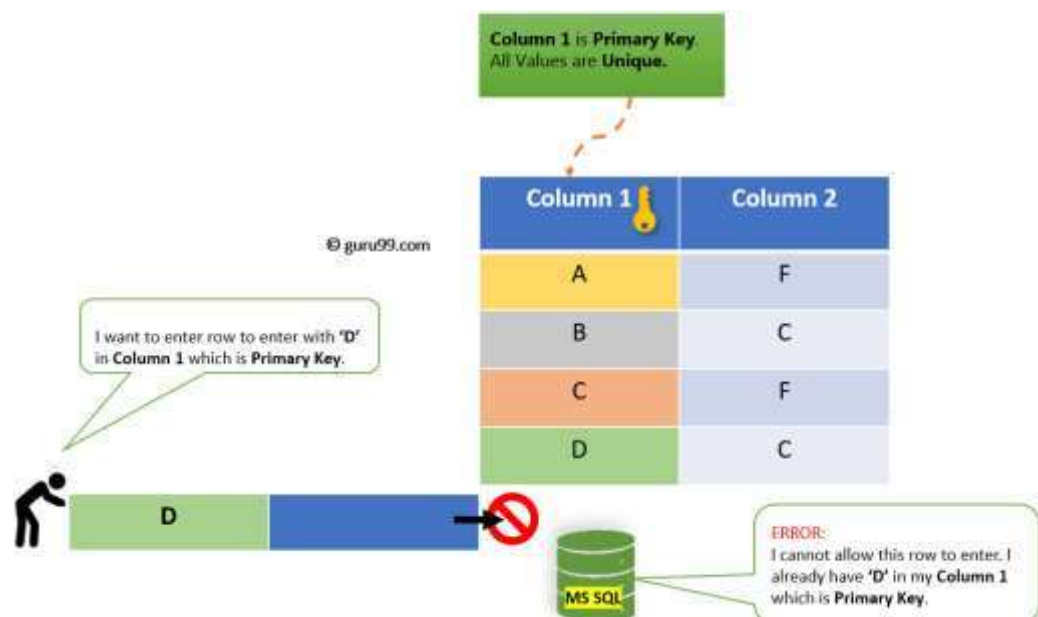 Column 1 is Primary Key.
All Values are Unique.
Column 1 Column 2
© guru99.com
A F
B C
C F
D C
I want to enter row to enter with ‘D’
in Column 1 which is Primary Key.
D
MS SQL
ERROR:
I cannot allow this row to enter. I
already have ‘D’ in my Column 1
which is Primary Key.